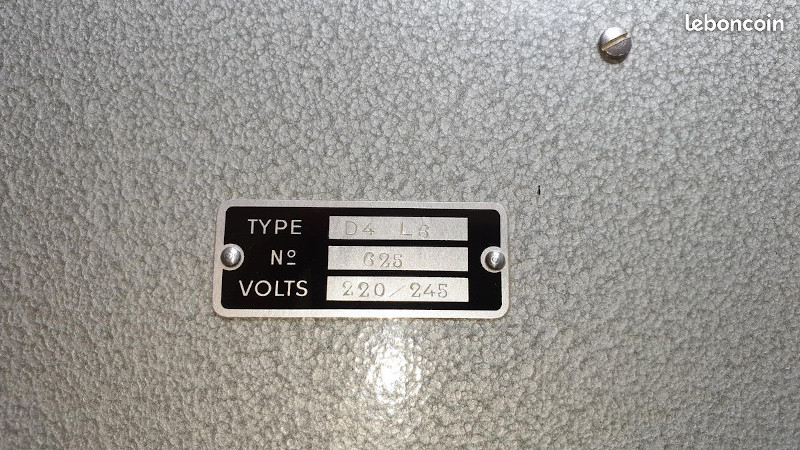 leboncoin
TYPE D4 L8
Nº 625
VOLTS 220/245